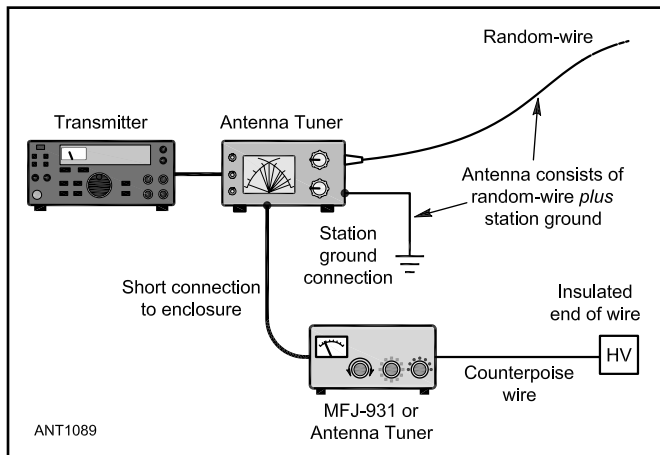 Random-wire
Transmitter
Antenna Tuner
Antenna consists of
random-wire plus
station ground
Station
ground
connection
Short connection
to enclosure
Insulated
end of wire
HV
Counterpoise
wire
MFJ-931 or
Antenna Tuner
ANT1089